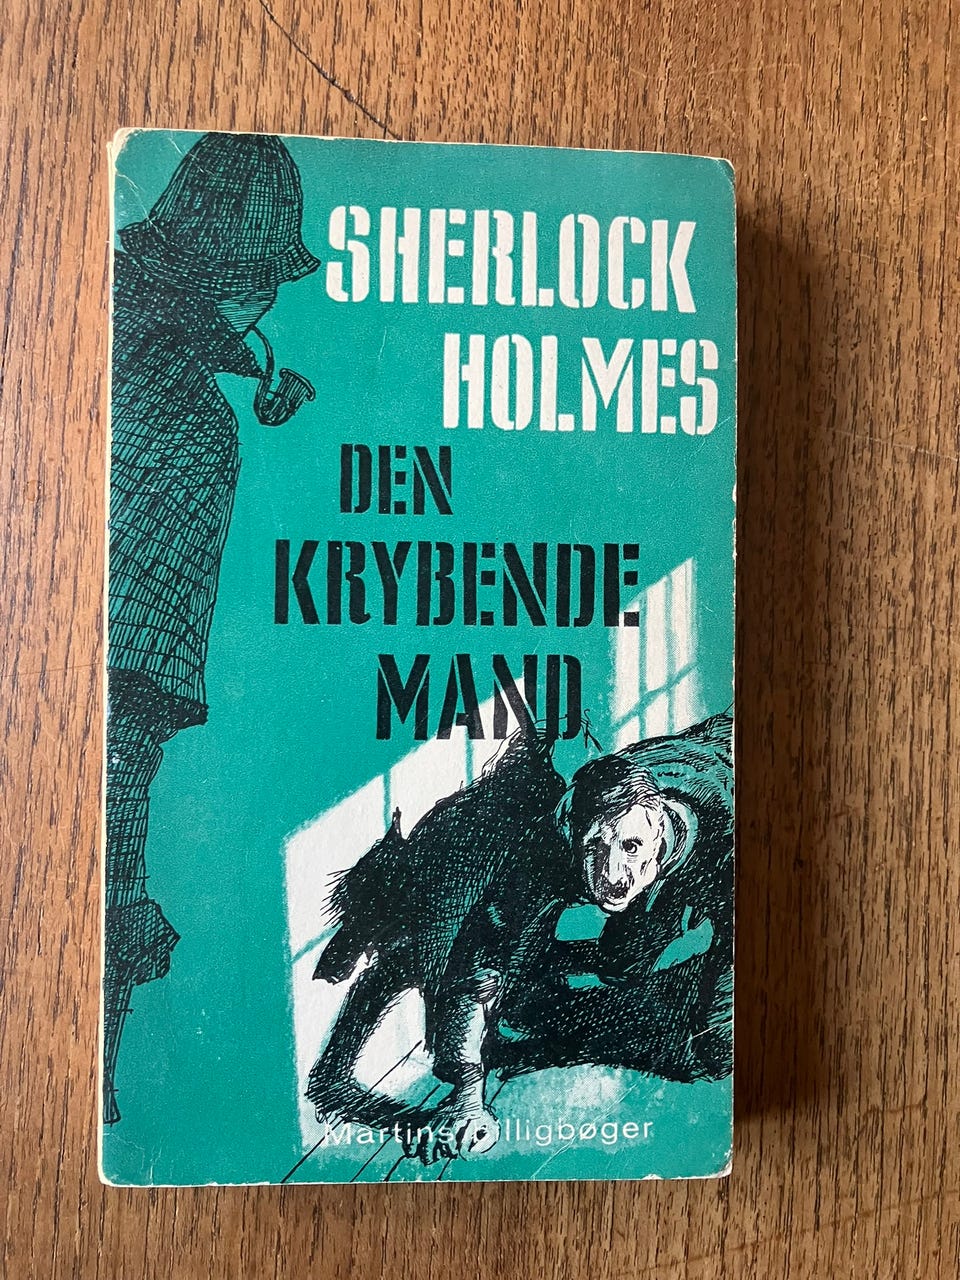 SHERLOCK
HOLMES
DEN
KRYBENDE
MAND
Martins billigbøger